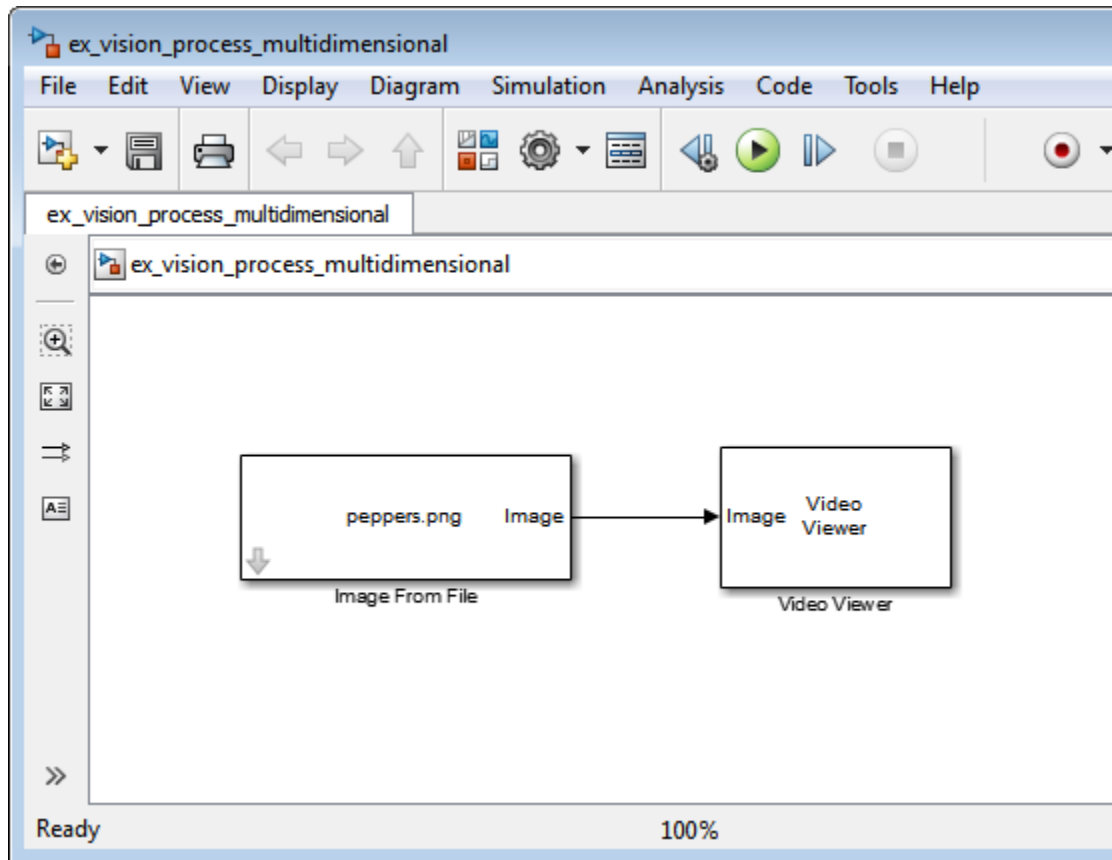 ex_vision_process_multidimensional
File Edit View Display Diagram Simulation Analysis Code Tools Help
ex_vision_process_multidimensional
ex_vision_process_multidimensional
peppers.png Image
Image From File
Image Video
Viewer
Video Viewer
Ready 100%